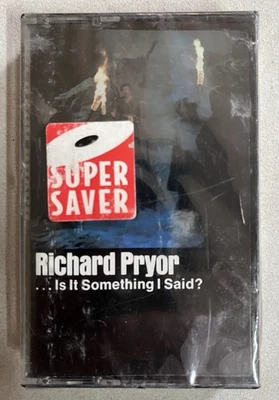 SUPER
SAVER
Richard Pryor
...Is It Something I Said?